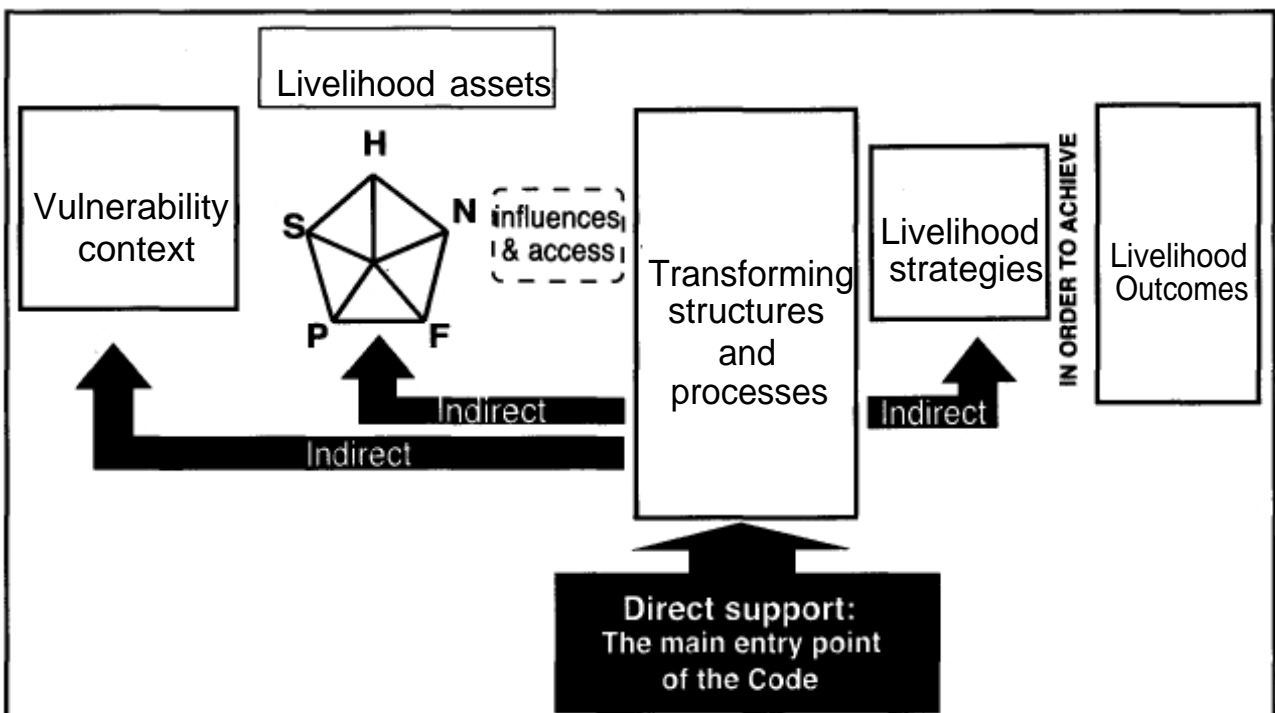 Livelihood assets
Vulnerability
context
H
S
N
P
F
influences
& access
Transforming
structures
and
processes
Livelihood
strategies
IN ORDER TO ACHIEVE
Livelihood
Outcomes
Indirect
Indirect
Indirect
Direct support:
The main entry point
of the Code